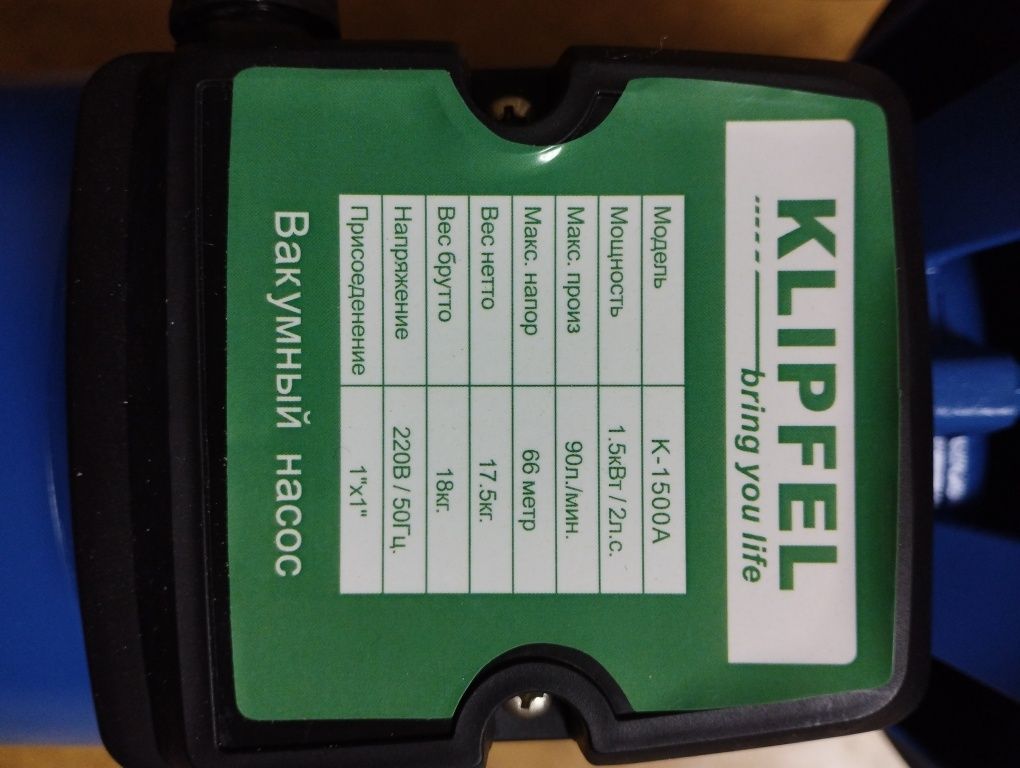 KLIPFEL
bring you life
Модель К-1500А
Мощность 1.5кВт / 2л.с.
Макс. произ 90л./мин.
Макс. напор 66 метр
Вес нетто 17.5кг.
Вес брутто 18кг.
Напряжение 220В / 50Гц.
Присоеденение 1"x1"
Вакумный насос